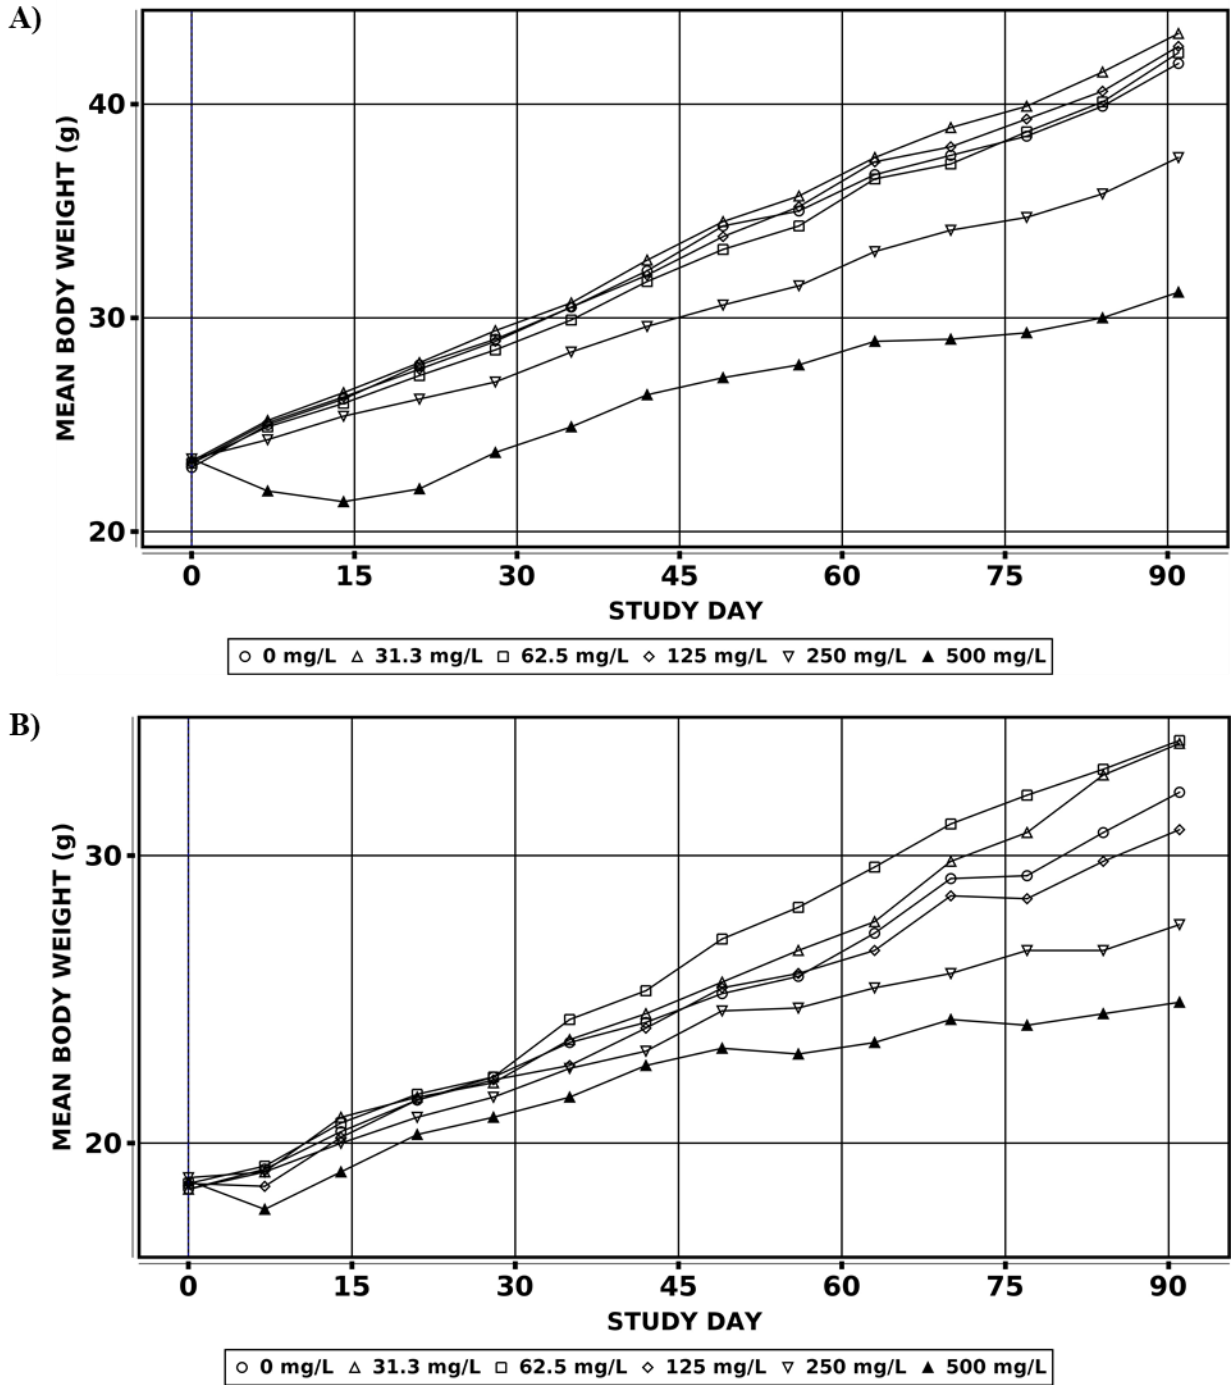 A)
MEAN BODY WEIGHT (g)
40
30
20
0 15 30 45 60 75 90
STUDY DAY
0 mg/L 31.3 mg/L 62.5 mg/L 125 mg/L 250 mg/L 500 mg/L
B)
MEAN BODY WEIGHT (g)
30
20
0 15 30 45 60 75 90
STUDY DAY
0 mg/L 31.3 mg/L 62.5 mg/L 125 mg/L 250 mg/L 500 mg/L